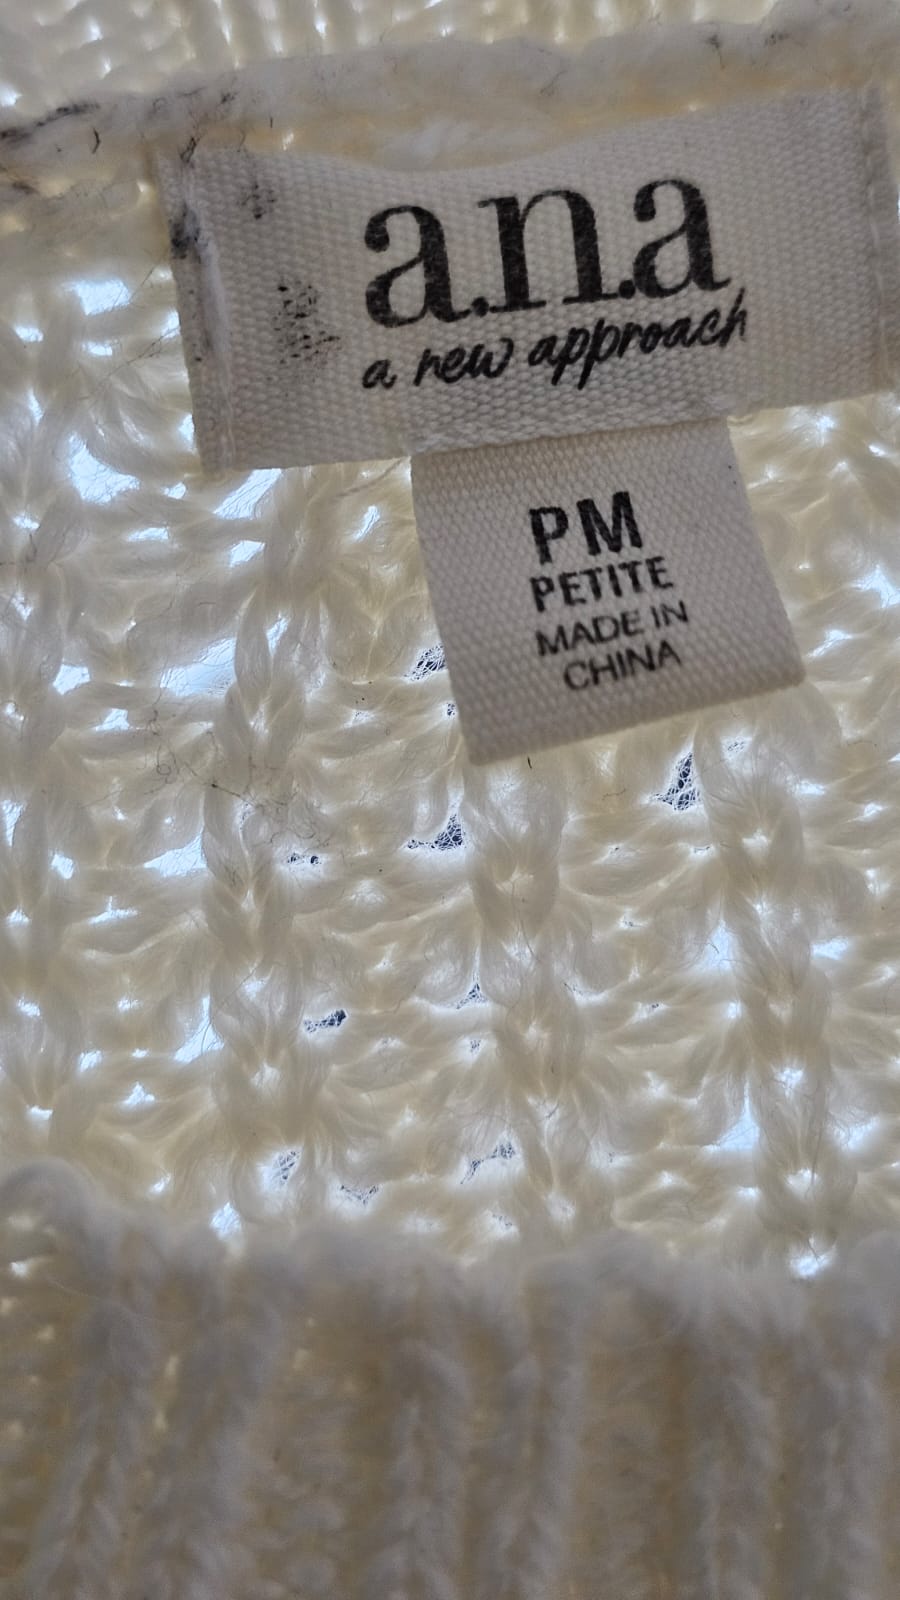 a.n.a
a new approach
PM
PETITE
MADE IN
CHINA